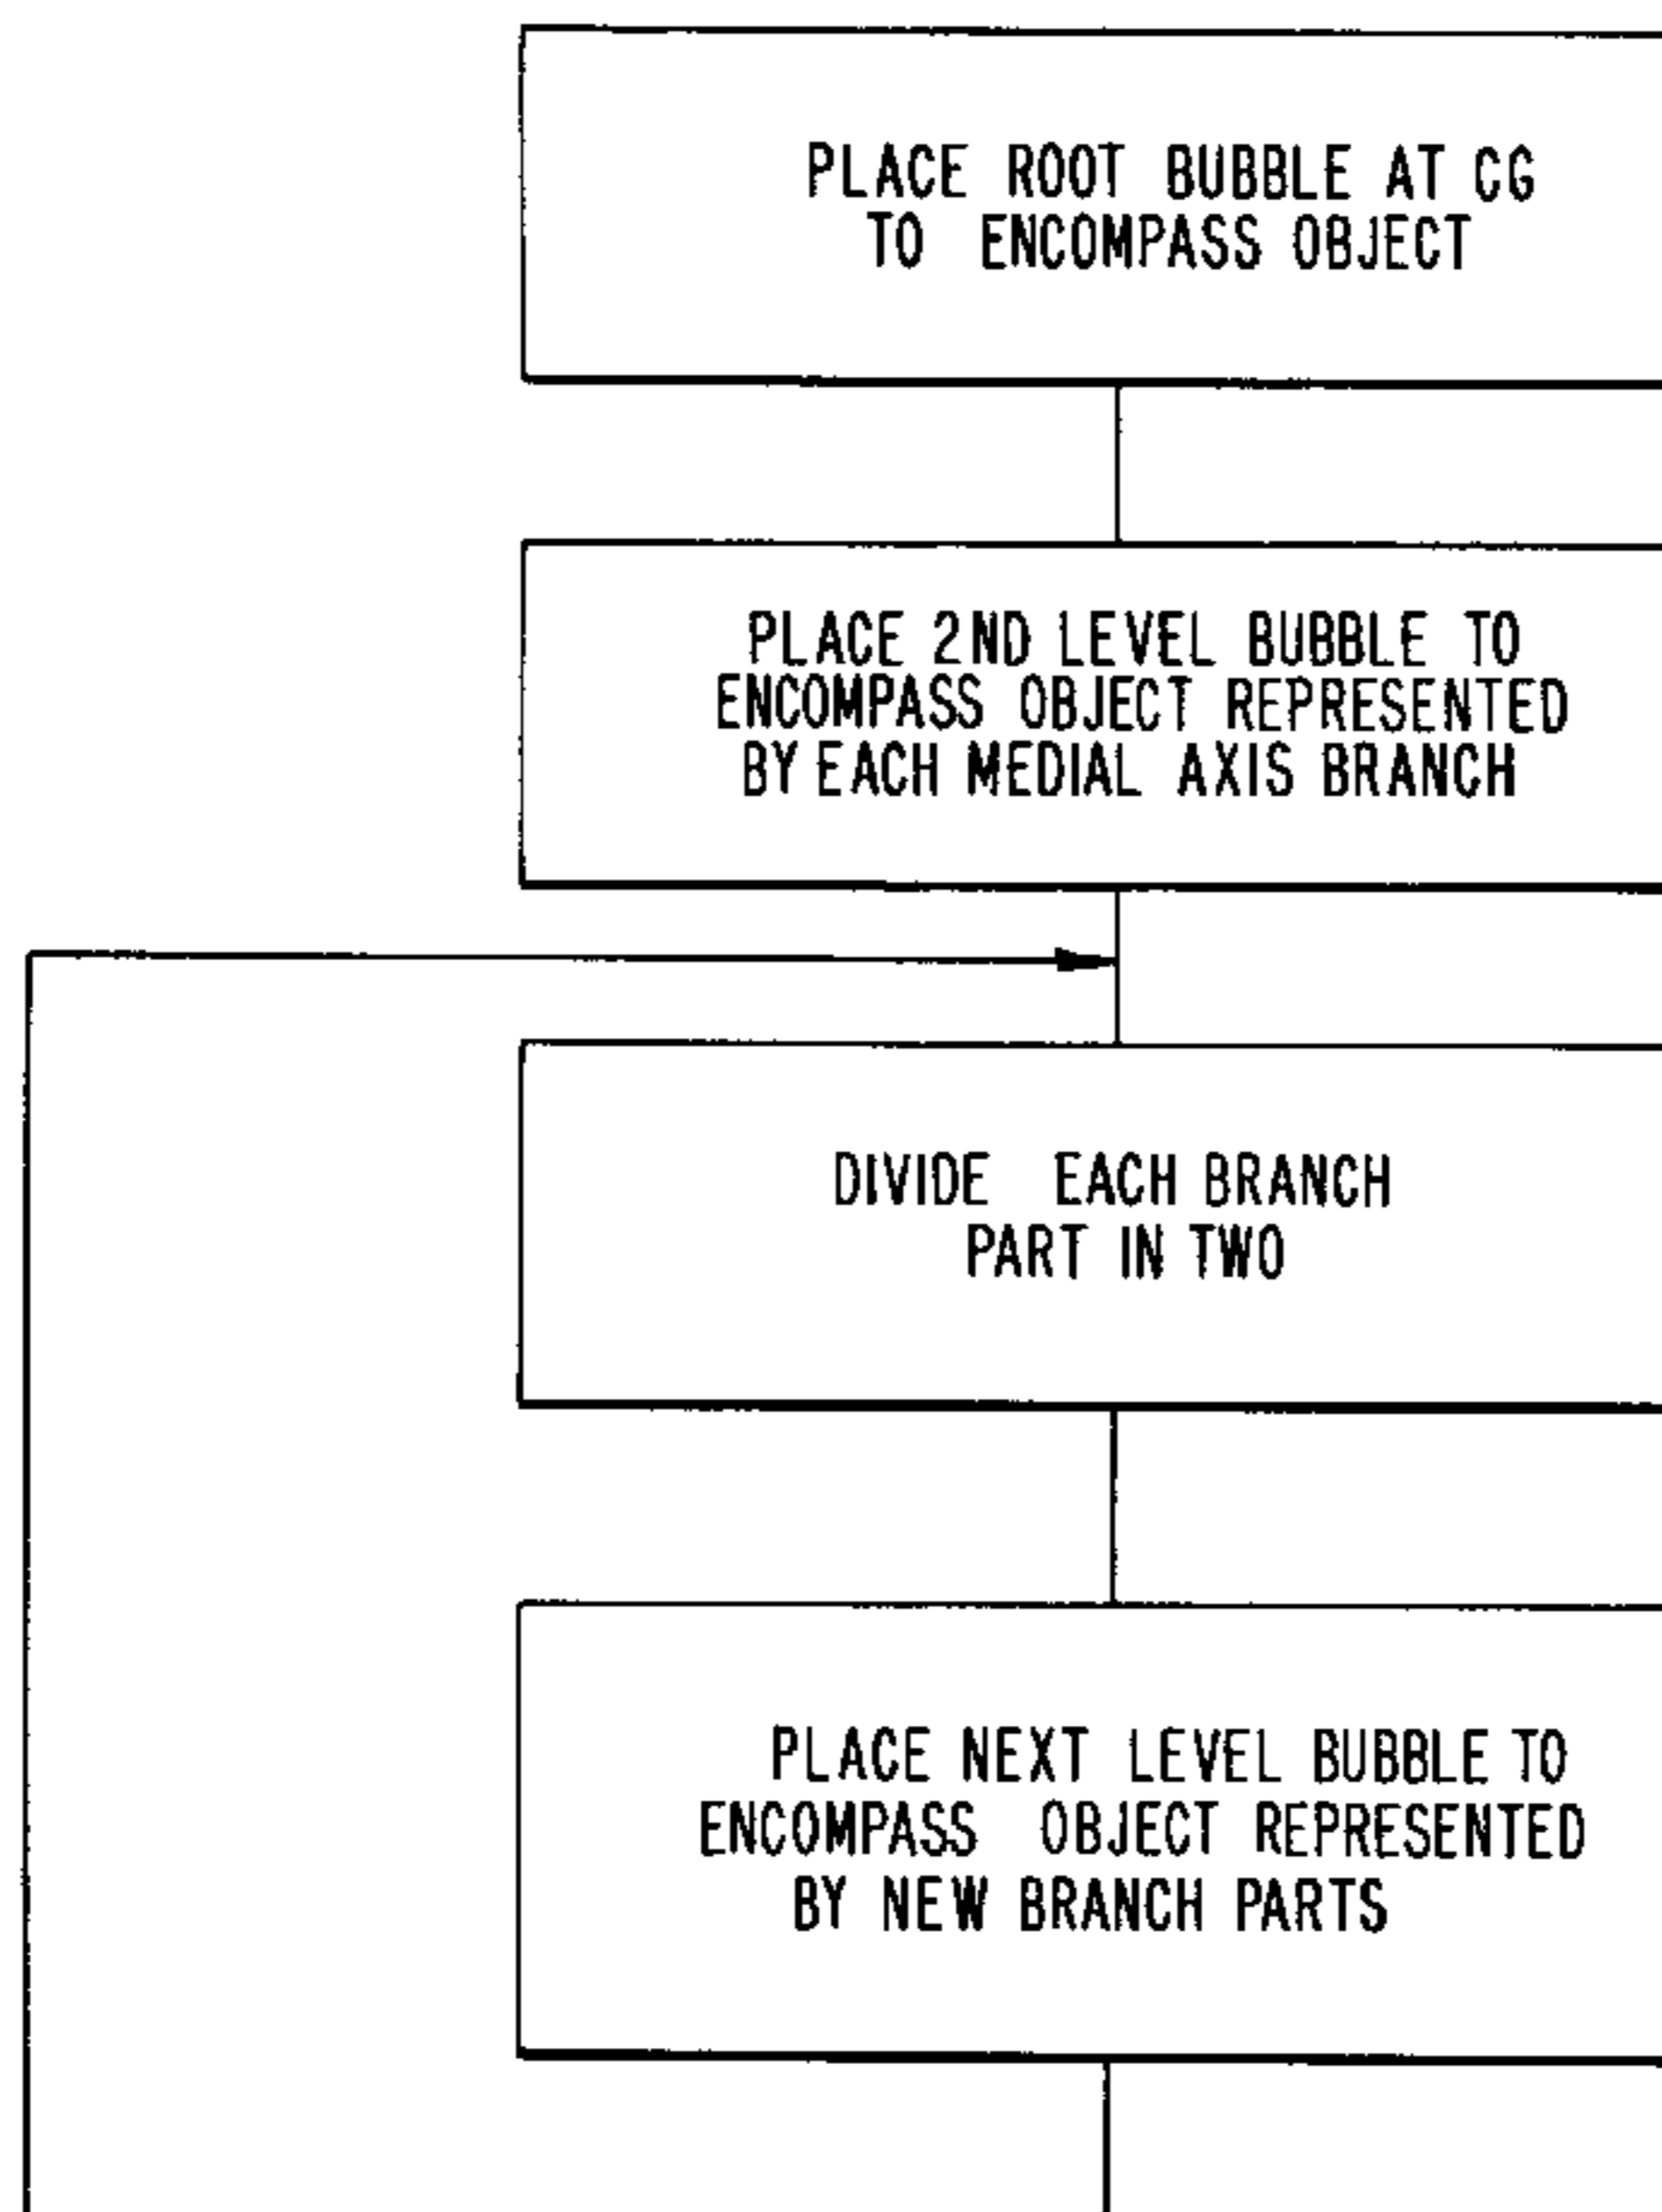 PLACE ROOT BUBBLE AT CG
TO ENCOMPASS OBJECT
PLACE 2ND LEVEL BUBBLE TO
ENCOMPASS OBJECT REPRESENTED
BY EACH MEDIAL AXIS BRANCH
DIVIDE EACH BRANCH
PART IN TWO
PLACE NEXT LEVEL BUBBLE TO
ENCOMPASS OBJECT REPRESENTED
BY NEW BRANCH PARTS